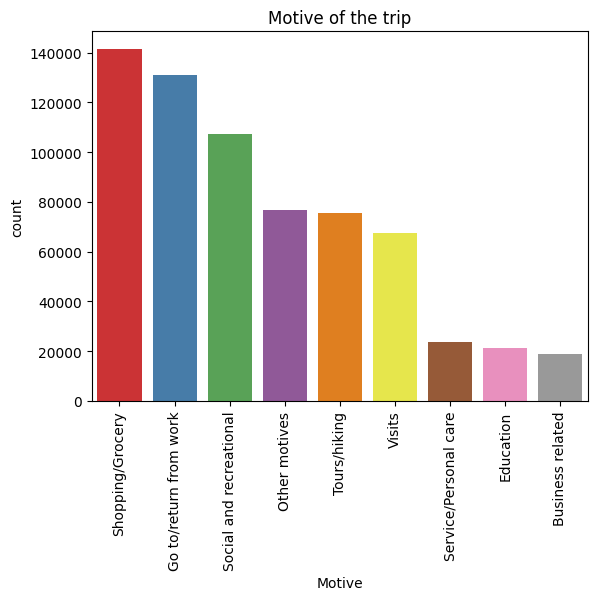 Motive of the trip
count
140000
120000
100000
80000
60000
40000
20000
0
Shopping/Grocery
Go to/return from work
Social and recreational
Other motives
Tours/hiking
Visits
Service/Personal care
Education
Business related
Motive